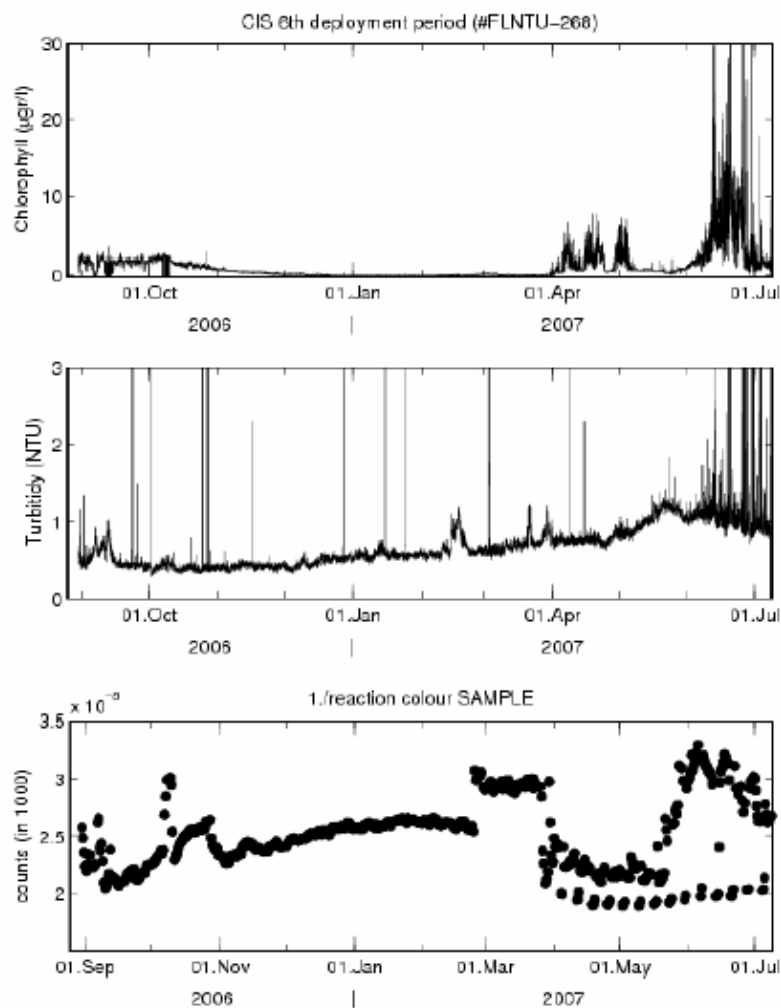 CIS 6th deployment period (#FLNTU-268)
Chlorophyll (µgr/l)
30
20
10
0
01.Oct 01.Jan 01.Apr 01.Jul
2006 | 2007
Turbitidy (NTU)
3
2
1
0
01.Oct 01.Jan 01.Apr 01.Jul
2006 | 2007
1./reaction colour SAMPLE
counts (in 1000)
3.5
3
2.5
2
01.Sep 01.Nov 01.Jan 01.Mar 01.May 01.Jul
2006 | 2007